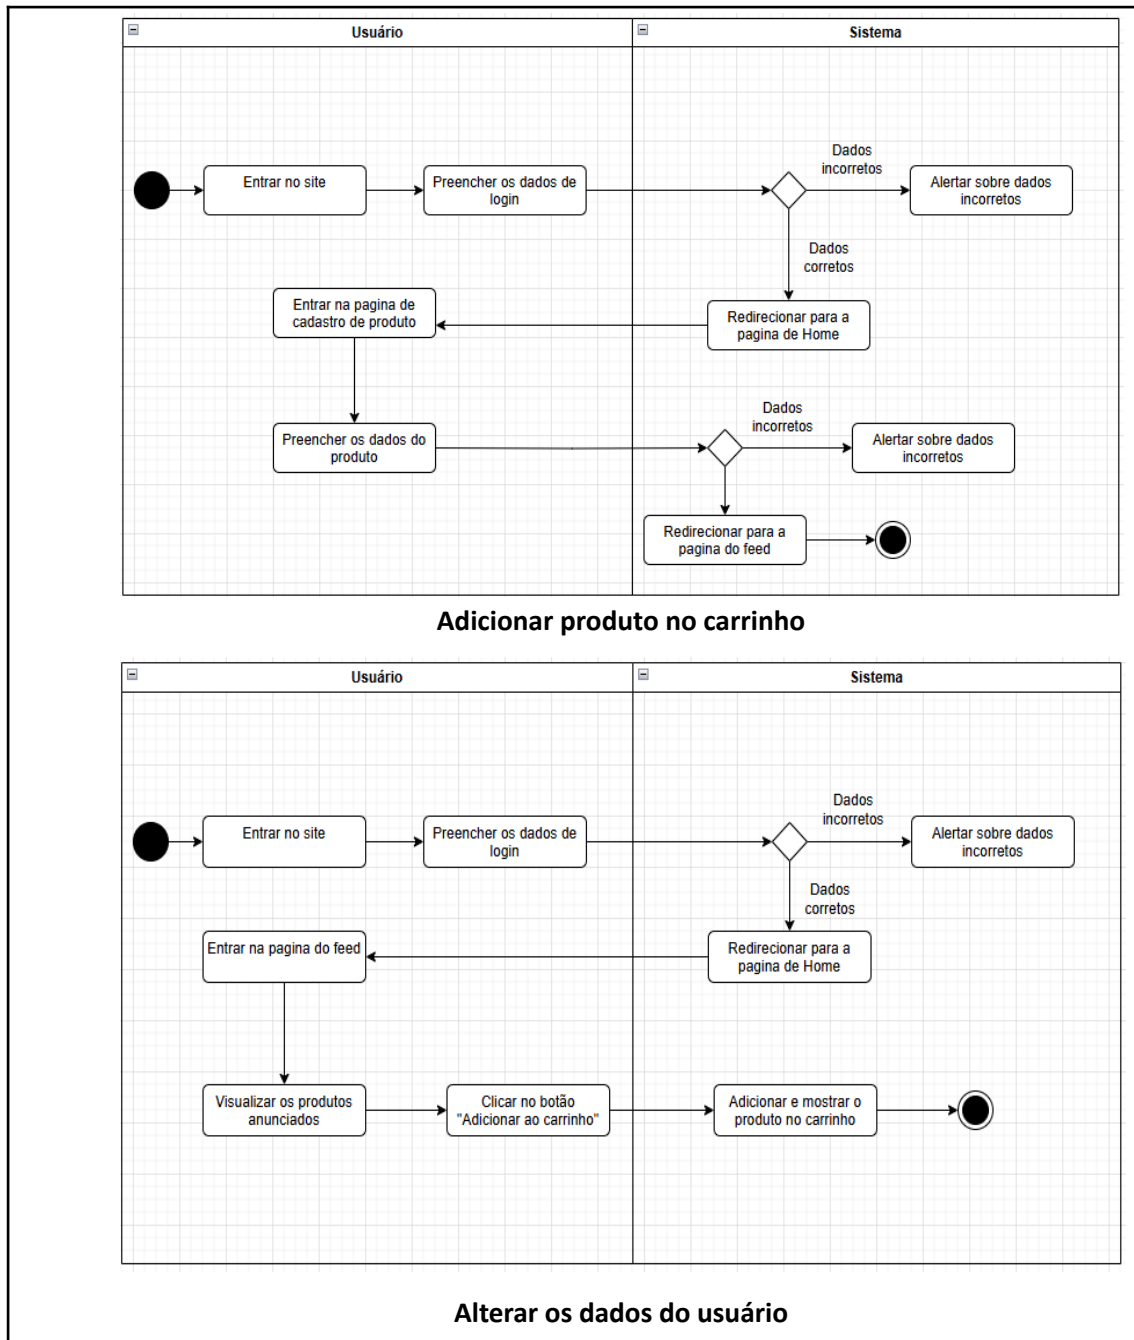 Usuário
Sistema
Entrar no site
Preencher os dados de
login
Dados
incorretos
Alertar sobre dados
incorretos
Dados
corretos
Entrar na pagina de
cadastro de produto
Redirecionar para a
pagina de Home
Preencher os dados do
produto
Dados
incorretos
Alertar sobre dados
incorretos
Redirecionar para a
pagina do feed
Adicionar produto no carrinho
Usuário
Sistema
Entrar no site
Preencher os dados de
login
Dados
incorretos
Alertar sobre dados
incorretos
Dados
corretos
Entrar na pagina do feed
Redirecionar para a
pagina de Home
Visualizar os produtos
anunciados
Clicar no botão
"Adicionar ao carrinho"
Adicionar e mostrar o
produto no carrinho
Alterar os dados do usuário